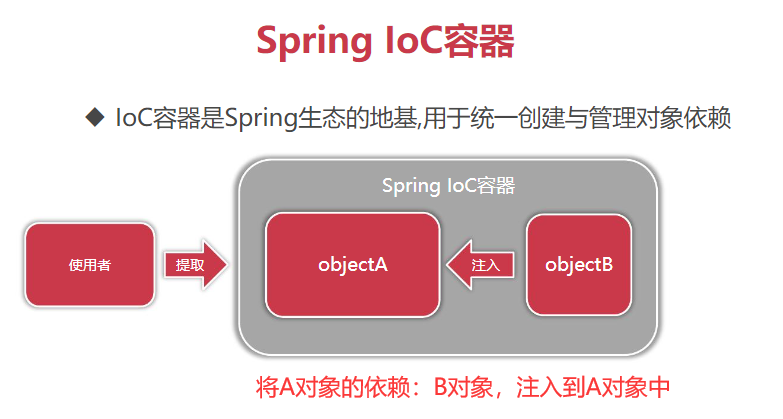 Spring IoC容器
◆ IoC容器是Spring生态的地基,用于统一创建与管理对象依赖
Spring IoC容器
使用者
提取
objectA
注入
objectB
将A对象的依赖：B对象，注入到A对象中